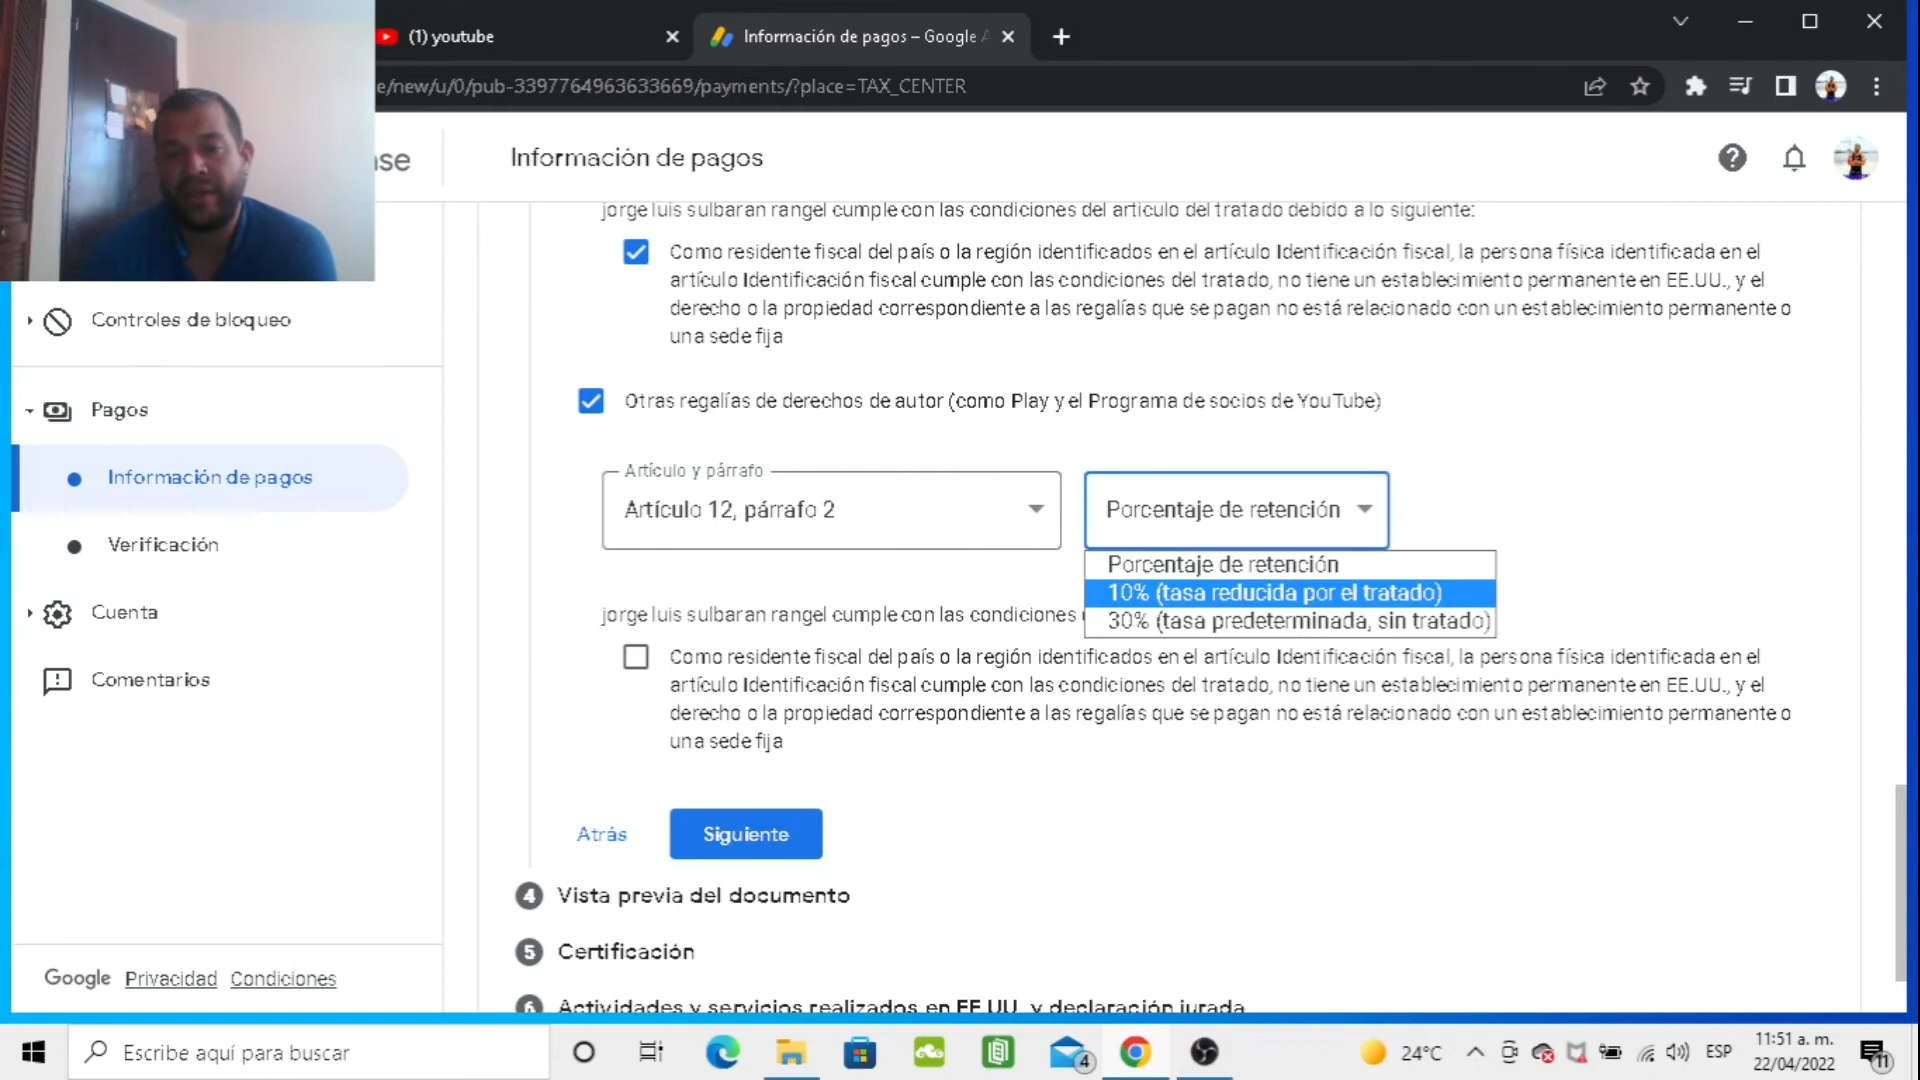 (1) youtube
Información de pagos – Google A
e/new/u/0/pub-3397764963633669/payments/?place=TAX_CENTER
se
Información de pagos
jorge luis sulbaran rangel cumple con las condiciones del artículo del tratado debido a lo siguiente:
Como residente fiscal del país o la región identificados en el artículo Identificación fiscal, la persona física identificada en el
artículo Identificación fiscal cumple con las condiciones del tratado, no tiene un establecimiento permanente en EE.UU., y el
derecho o la propiedad correspondiente a las regalías que se pagan no está relacionado con un establecimiento permanente o
una sede fija
Controles de bloqueo
Pagos
Información de pagos
Verificación
Cuenta
Comentarios
Otras regalías de derechos de autor (como Play y el Programa de socios de YouTube)
Artículo y párrafo
Artículo 12, párrafo 2
Porcentaje de retención
Porcentaje de retención
10% (tasa reducida por el tratado)
30% (tasa predeterminada, sin tratado)
jorge luis sulbaran rangel cumple con las condiciones
Como residente fiscal del país o la región identificados en el artículo Identificación fiscal, la persona física identificada en el
artículo Identificación fiscal cumple con las condiciones del tratado, no tiene un establecimiento permanente en EE.UU., y el
derecho o la propiedad correspondiente a las regalías que se pagan no está relacionado con un establecimiento permanente o
una sede fija
Atrás
Siguiente
4 Vista previa del documento
5 Certificación
6 Actividades y servicios realizados en EE.UU. y declaración jurada
Google Privacidad Condiciones
Escribe aquí para buscar
4
24°C
ESP
11:51 a. m.
22/04/2022
11